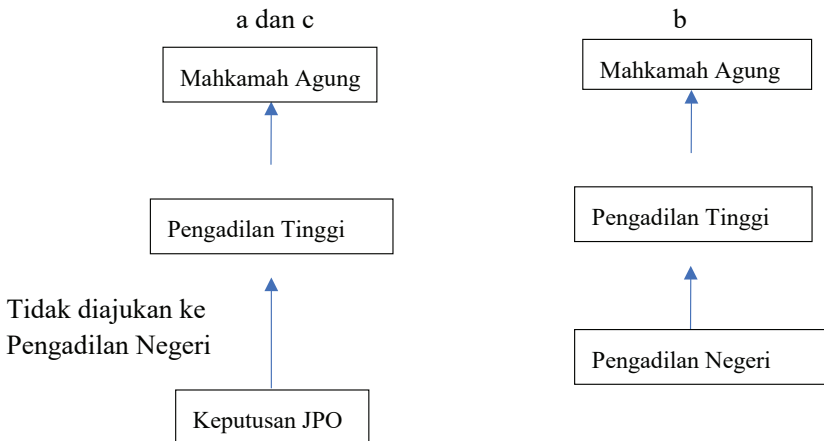 a dan c
Mahkamah Agung
Pengadilan Tinggi
Tidak diajukan ke
Pengadilan Negeri
Keputusan JPO
b
Mahkamah Agung
Pengadilan Tinggi
Pengadilan Negeri